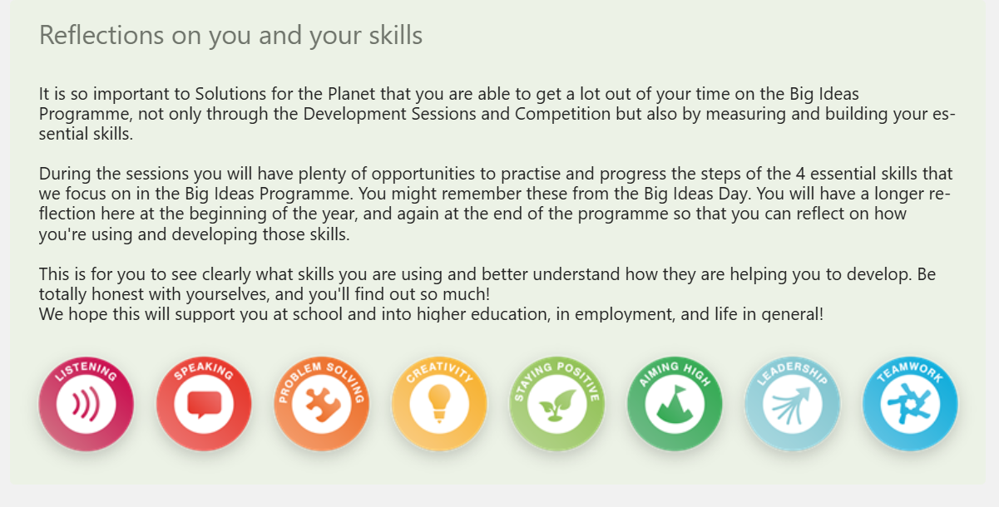 Reflections on you and your skills
It is so important to Solutions for the Planet that you are able to get a lot out of your time on the Big Ideas
Programme, not only through the Development Sessions and Competition but also by measuring and building your es-
sential skills.
During the sessions you will have plenty of opportunities to practise and progress the steps of the 4 essential skills that
we focus on in the Big Ideas Programme. You might remember these from the Big Ideas Day. You will have a longer re-
flection here at the beginning of the year, and again at the end of the programme so that you can reflect on how
you're using and developing those skills.
This is for you to see clearly what skills you are using and better understand how they are helping you to develop. Be
totally honest with yourselves, and you'll find out so much!
We hope this will support you at school and into higher education, in employment, and life in general!
LISTENING
SPEAKING
PROBLEM SOLVING
CREATIVITY
STAYING POSITIVE
AIMING HIGH
LEADERSHIP
TEAMWORK